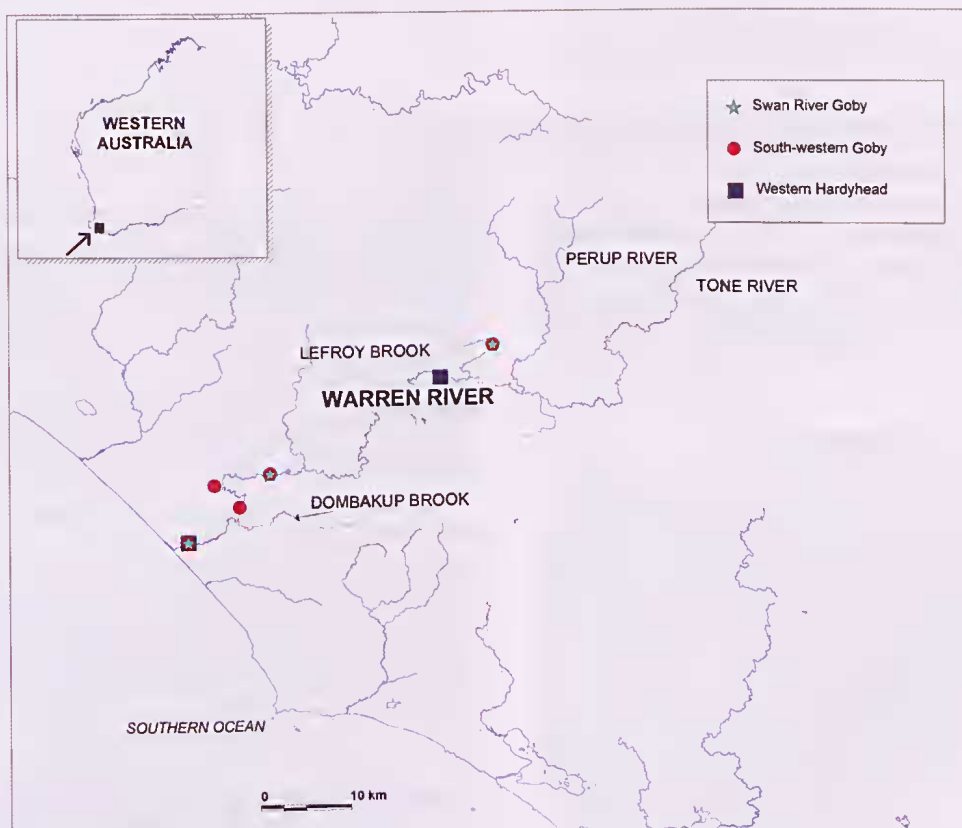 WESTERN
AUSTRALIA
Swan River Goby
South-western Goby
Western Hardyhead
PERUP RIVER
TONE RIVER
LEFROY BROOK
WARREN RIVER
DOMBAKUP BROOK
SOUTHERN OCEAN
0 10 km